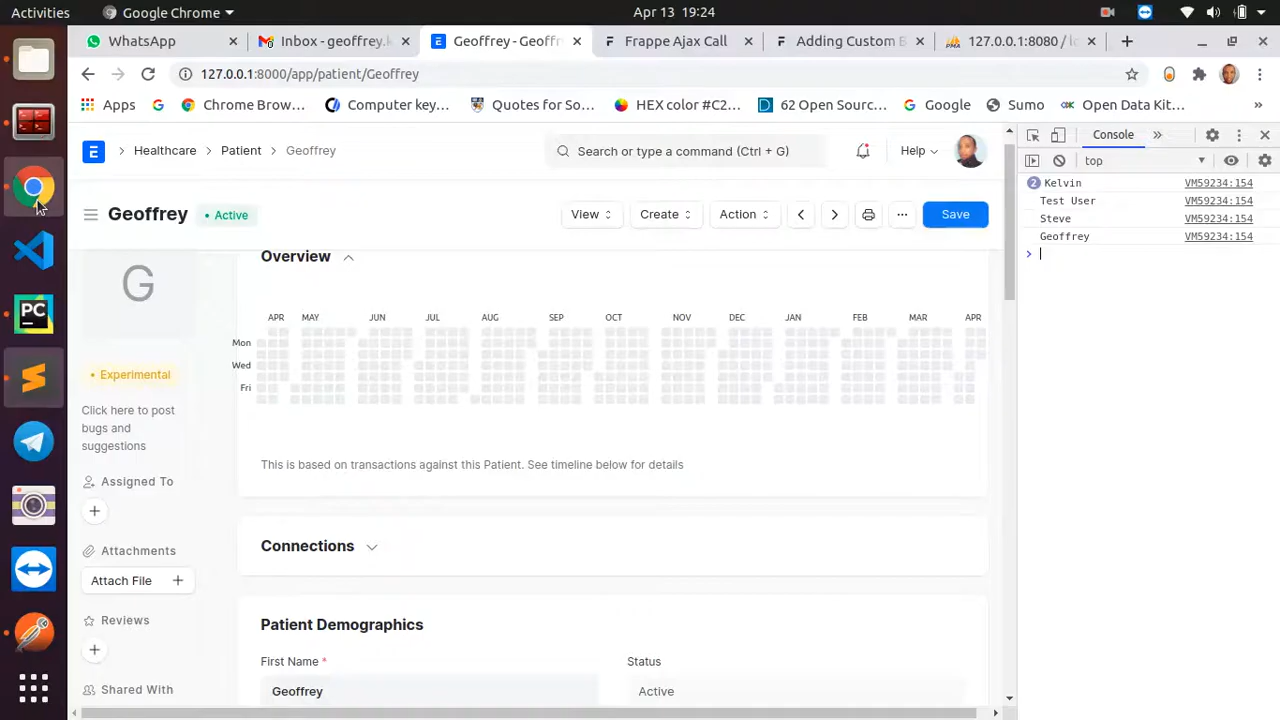 Activities Google Chrome Apr 13 19:24
WhatsApp Inbox - geoffrey.k Geoffrey - Geoffr Frappe Ajax Call Adding Custom B 127.0.0.1:8080 / lo
127.0.0.1:8000/app/patient/Geoffrey
Apps Chrome Brow... Computer key... Quotes for So... HEX color #C2... 62 Open Sourc... Google Sumo Open Data Kit... »
E Healthcare Patient Geoffrey Search or type a command (Ctrl + G) Help
Console »
top
2 Kelvin VM59234:154
Test User VM59234:154
Steve VM59234:154
Geoffrey VM59234:154
Geoffrey • Active View Create Action ... Save
G
Overview
APR MAY JUN JUL AUG SEP OCT NOV DEC JAN FEB MAR APR
Mon
Wed
Fri
• Experimental
Click here to post
bugs and
suggestions
This is based on transactions against this Patient. See timeline below for details
Assigned To
Connections
Attachments
Attach File +
Reviews
Patient Demographics
First Name * Status
Geoffrey Active
Shared With